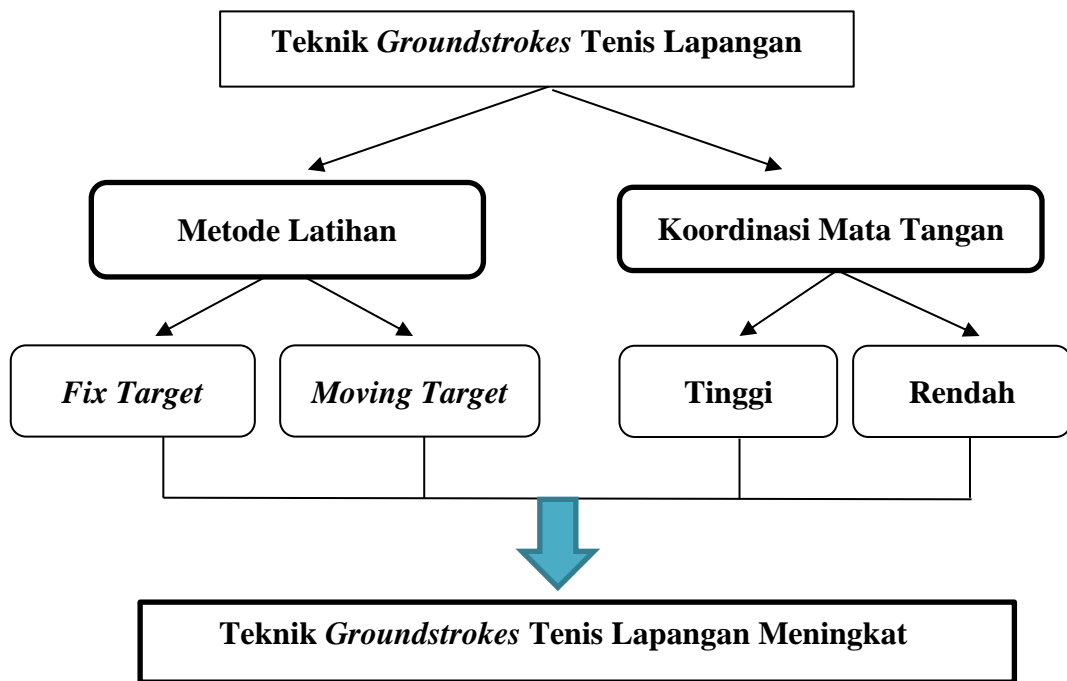 Teknik Groundstrokes Tenis Lapangan
Metode Latihan
Koordinasi Mata Tangan
Fix Target
Moving Target
Tinggi
Rendah
Teknik Groundstrokes Tenis Lapangan Meningkat